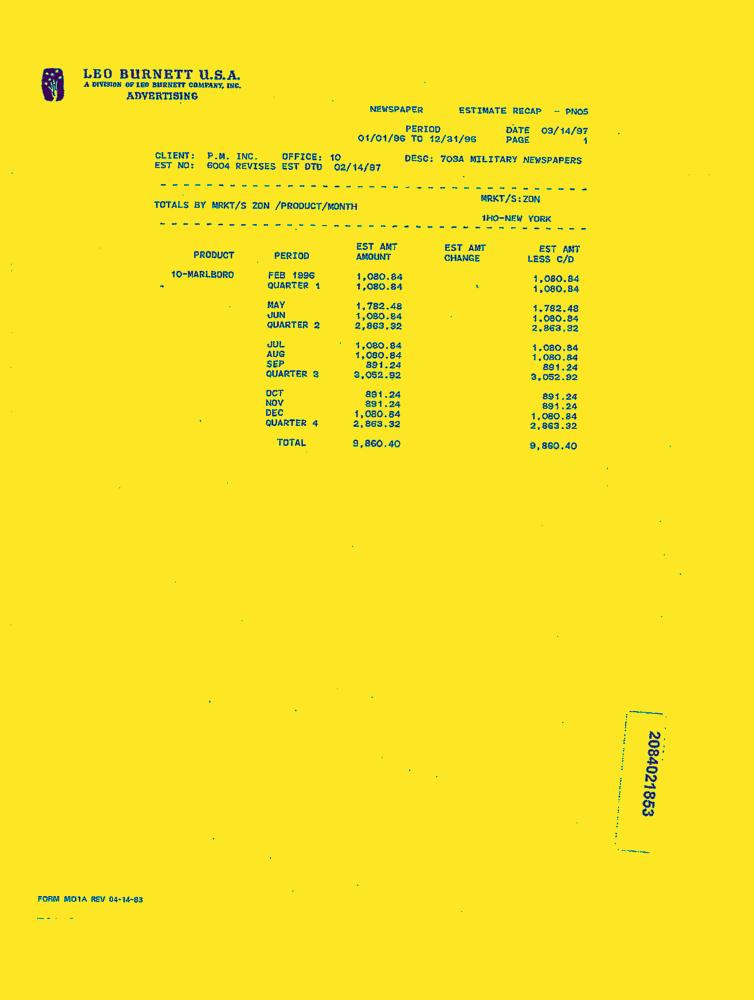 LEO BURNETT U.S.A.
A DIVISION OF LEO BURNETT COMPANY, INC.
ADVERTISING
NEWSPAPER ESTIMATE RECAP - PN05
PERIOD DATE 03/14/97
01/01/96 TO 12/31/96 PAGE 1
CLIENT: P.M. INC. OFFICE: 10 DESC: 709A MILITARY NEWSPAPERS
EST NO: 6004 REVISES EST DTD 02/14/97
MRKT/S:ZON
TOTALS BY MRKT/S ZON /PRODUCT/MONTH
1HO-NEW YORK
EST AMT EST AMT EST AMT
PRODUCT PERIOD AMOUNT CHANGE LESS C/D
10-MARLBORO FEB 1996 1,080.84 1,080.84
QUARTER 1 1,080.84 1,080.84
MAY 1,782.48 1,782.48
JUN 1,080.84 1,080.84
QUARTER 2 2,863.32 2,863.32
JUL 1,080.84 1,080.84
AUG 1,080.84 1,080.84
SEP 891.24 891.24
QUARTER 3 3,052.92 3,052.92
OCT 891.24 891.24
NOV 891.24 891.24
DEC 1,080.84 1,080.84
QUARTER 4 2,863.32 2,863.32
TOTAL 9,860.40 9,860.40
2084021853
FORM MO1A REV 04-14-83